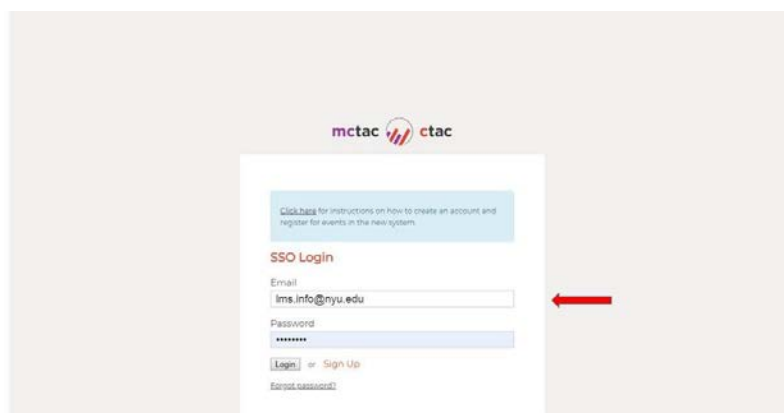 mctac ctac
Click here for instructions on how to create an account and
register for events in the new system.
SSO Login
Email
lms.info@nyu.edu
Password
••••••••
Login or Sign Up
Forgot password?